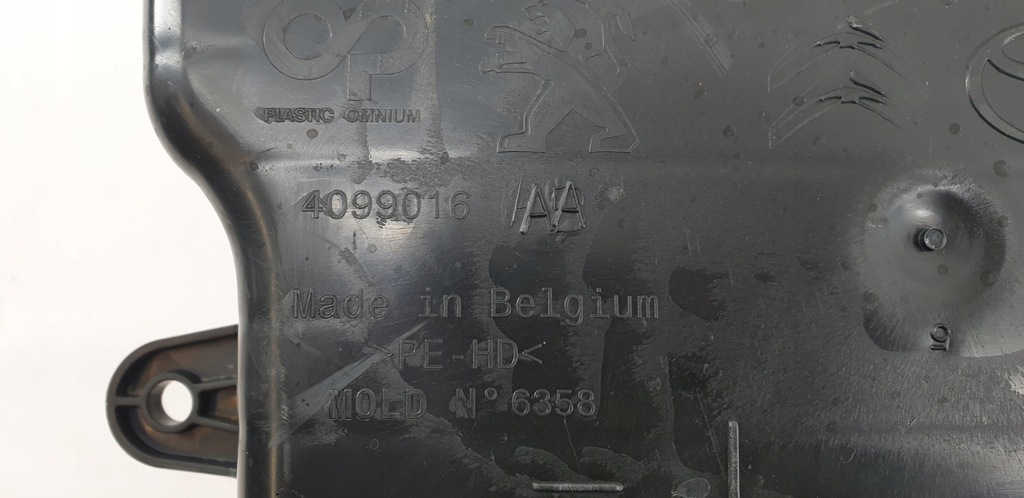 PLASTIC OMNIUM
4099016 AA
Made in Belgium
>PE-HD<
MOLD N°6358